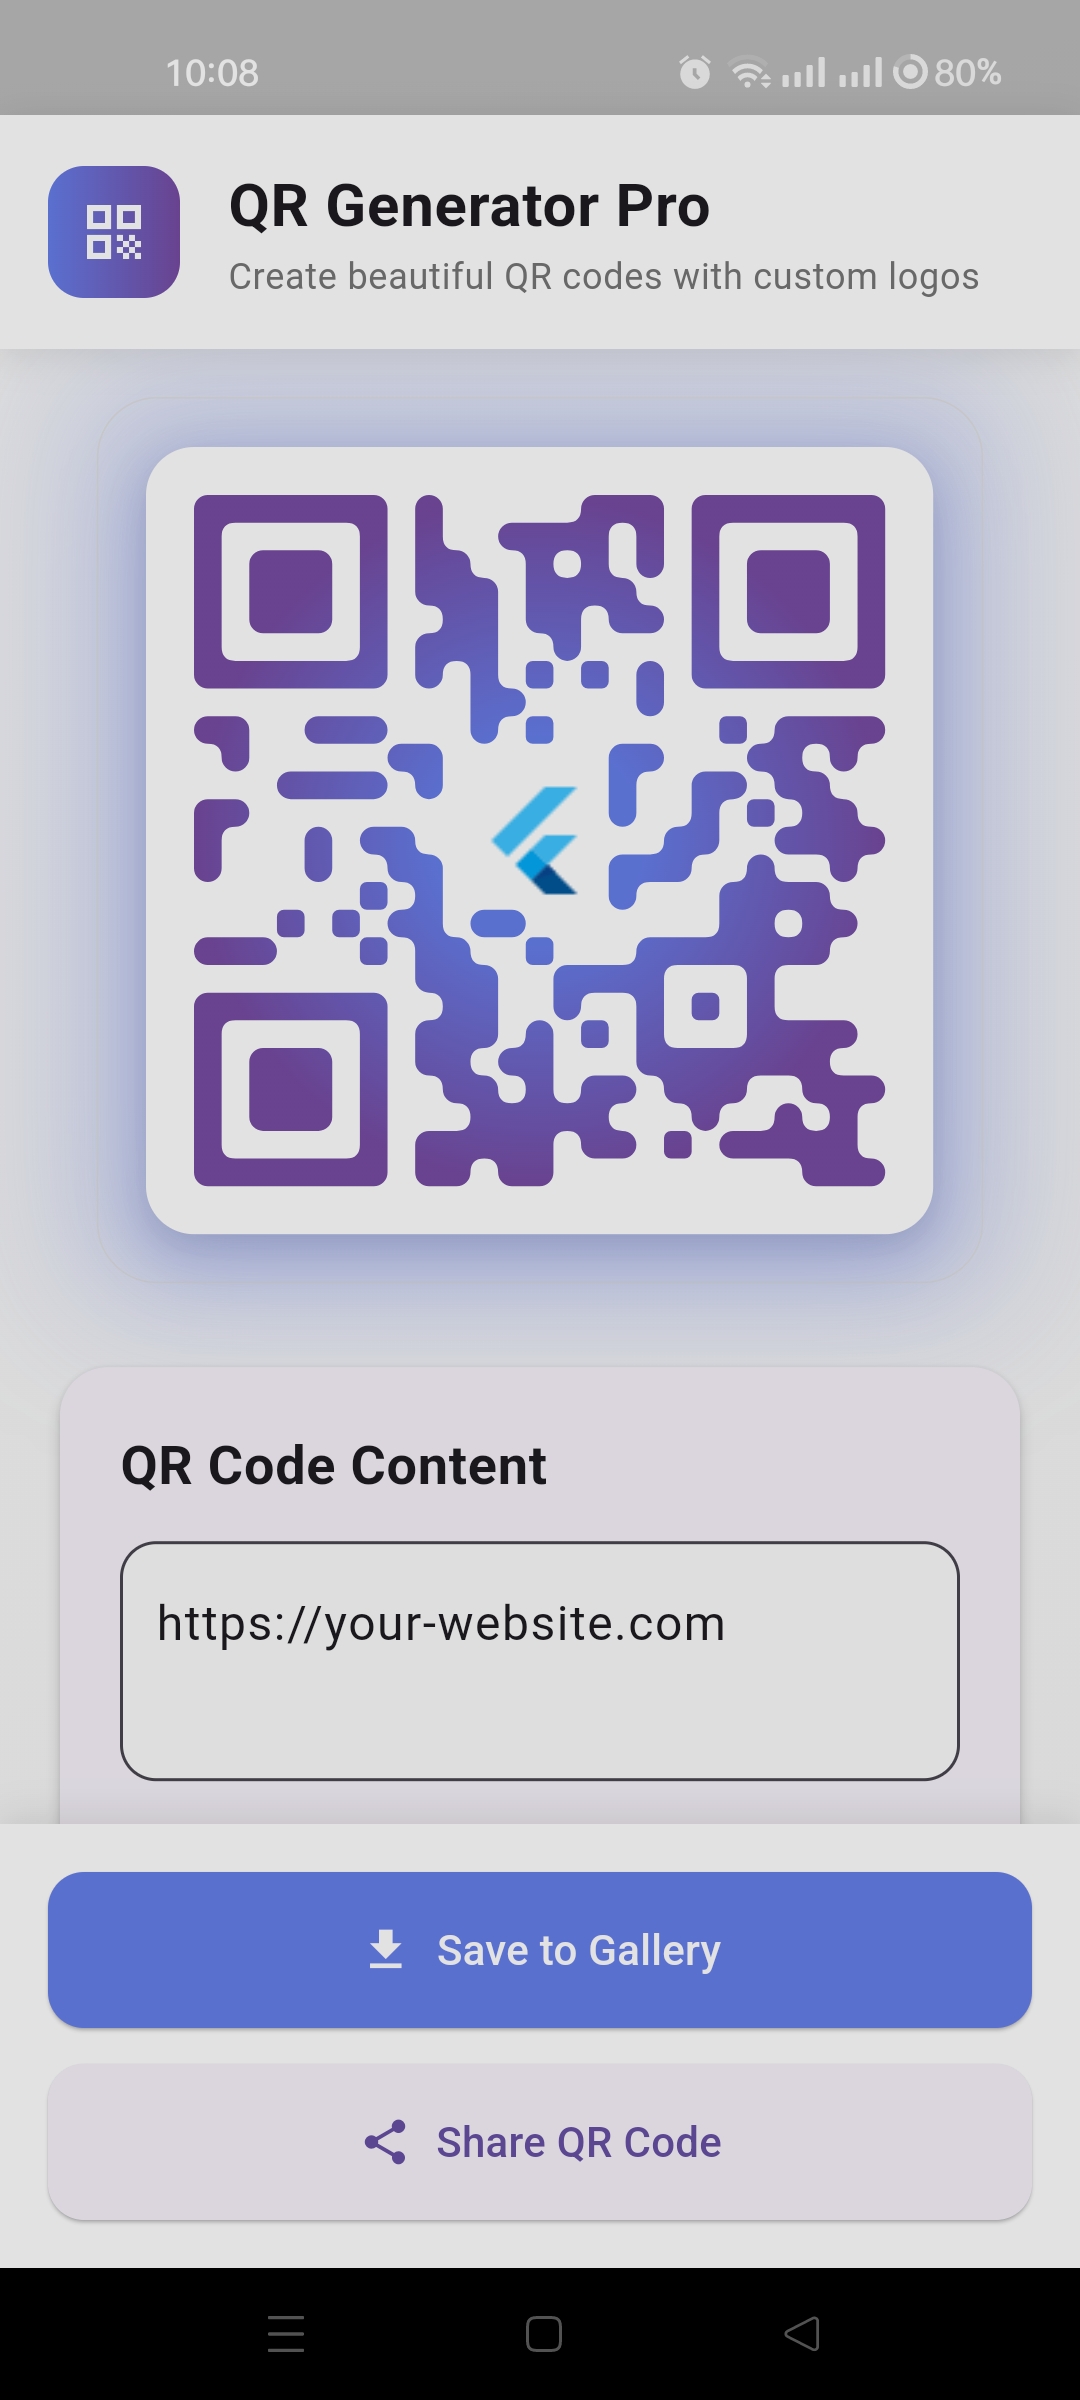 10:08
80%
QR Generator Pro
Create beautiful QR codes with custom logos
QR Code Content
https://your-website.com
Save to Gallery
Share QR Code